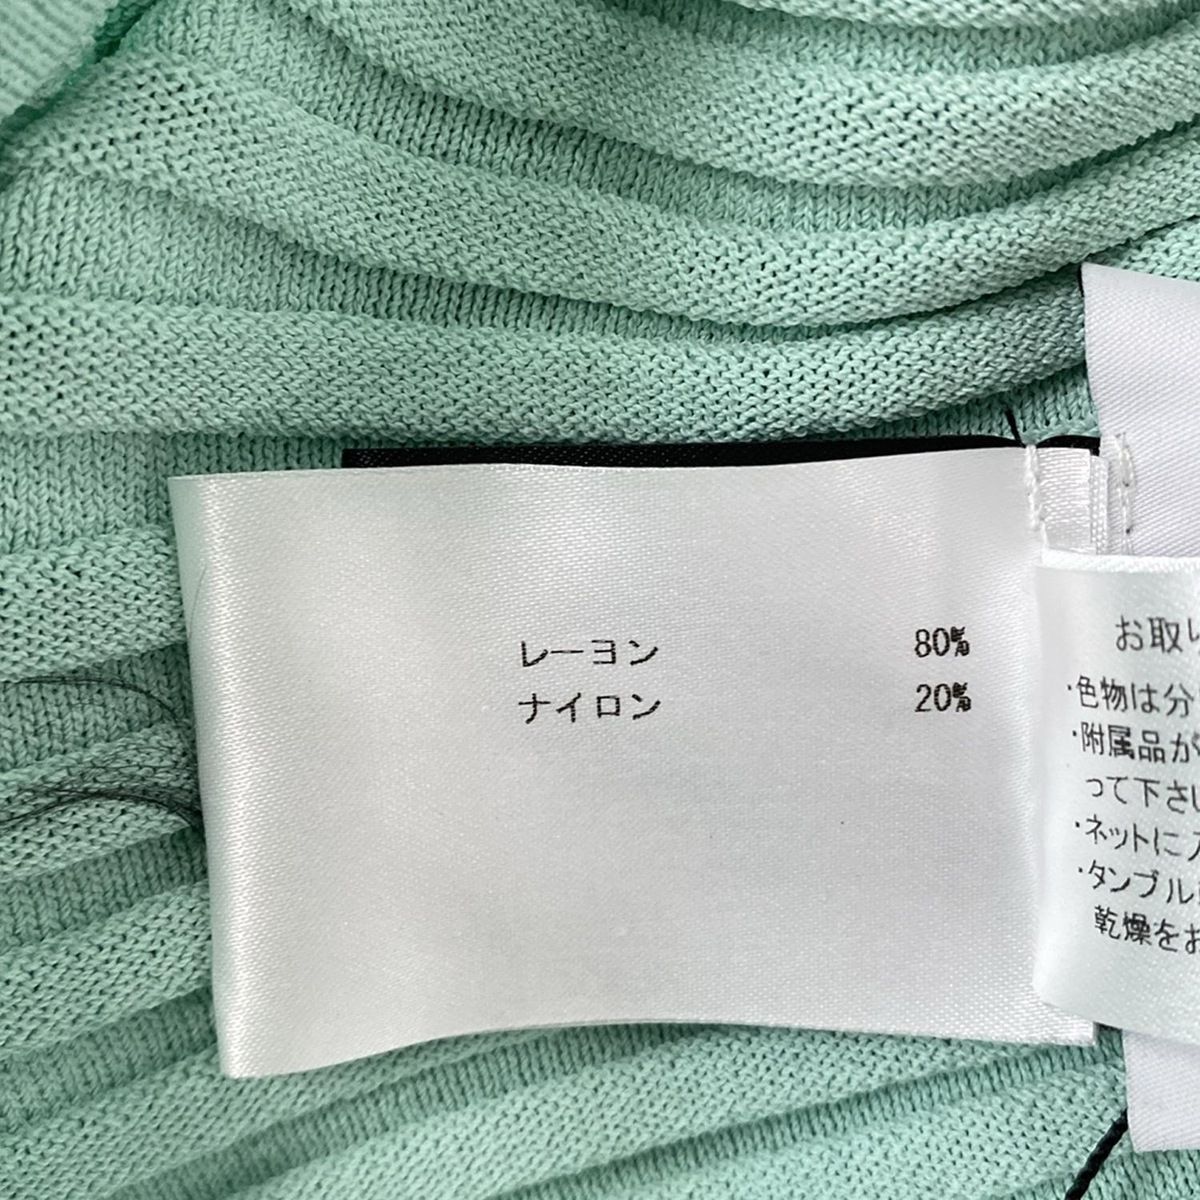 レーヨン 80%
ナイロン 20%
お取り
・色物は分
・附属品が
って下さい
・ネットに入
・タンブル
乾燥をお